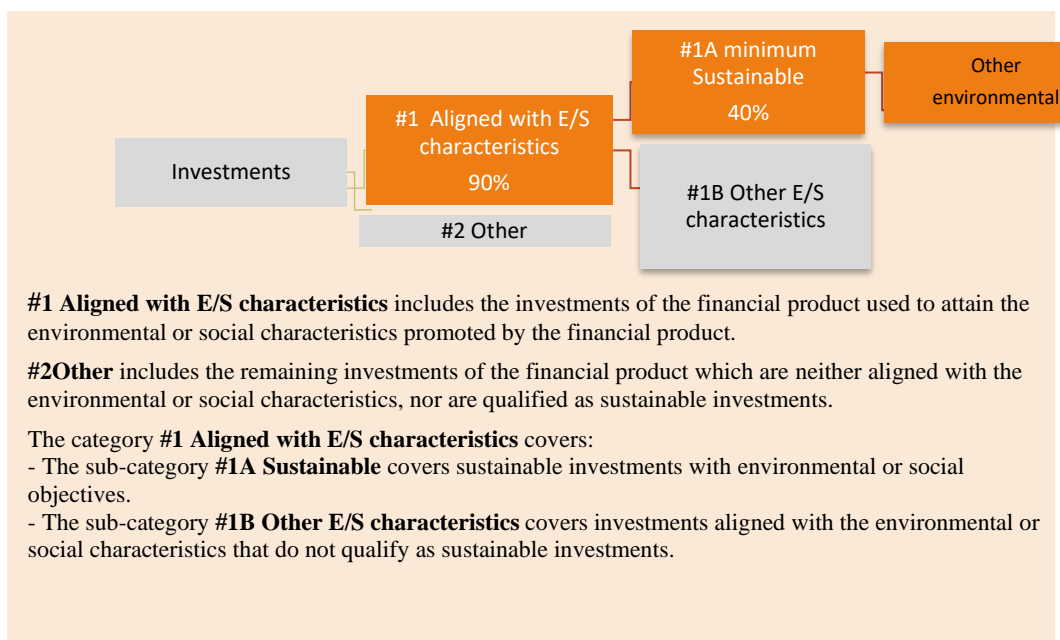 #1A minimum
Sustainable
40%
Other
environmental
#1 Aligned with E/S
characteristics
90%
Investments
#1B Other E/S
characteristics
#2 Other
#1 Aligned with E/S characteristics includes the investments of the financial product used to attain the
environmental or social characteristics promoted by the financial product.
#2Other includes the remaining investments of the financial product which are neither aligned with the
environmental or social characteristics, nor are qualified as sustainable investments.
The category #1 Aligned with E/S characteristics covers:
- The sub-category #1A Sustainable covers sustainable investments with environmental or social
objectives.
- The sub-category #1B Other E/S characteristics covers investments aligned with the environmental or
social characteristics that do not qualify as sustainable investments.